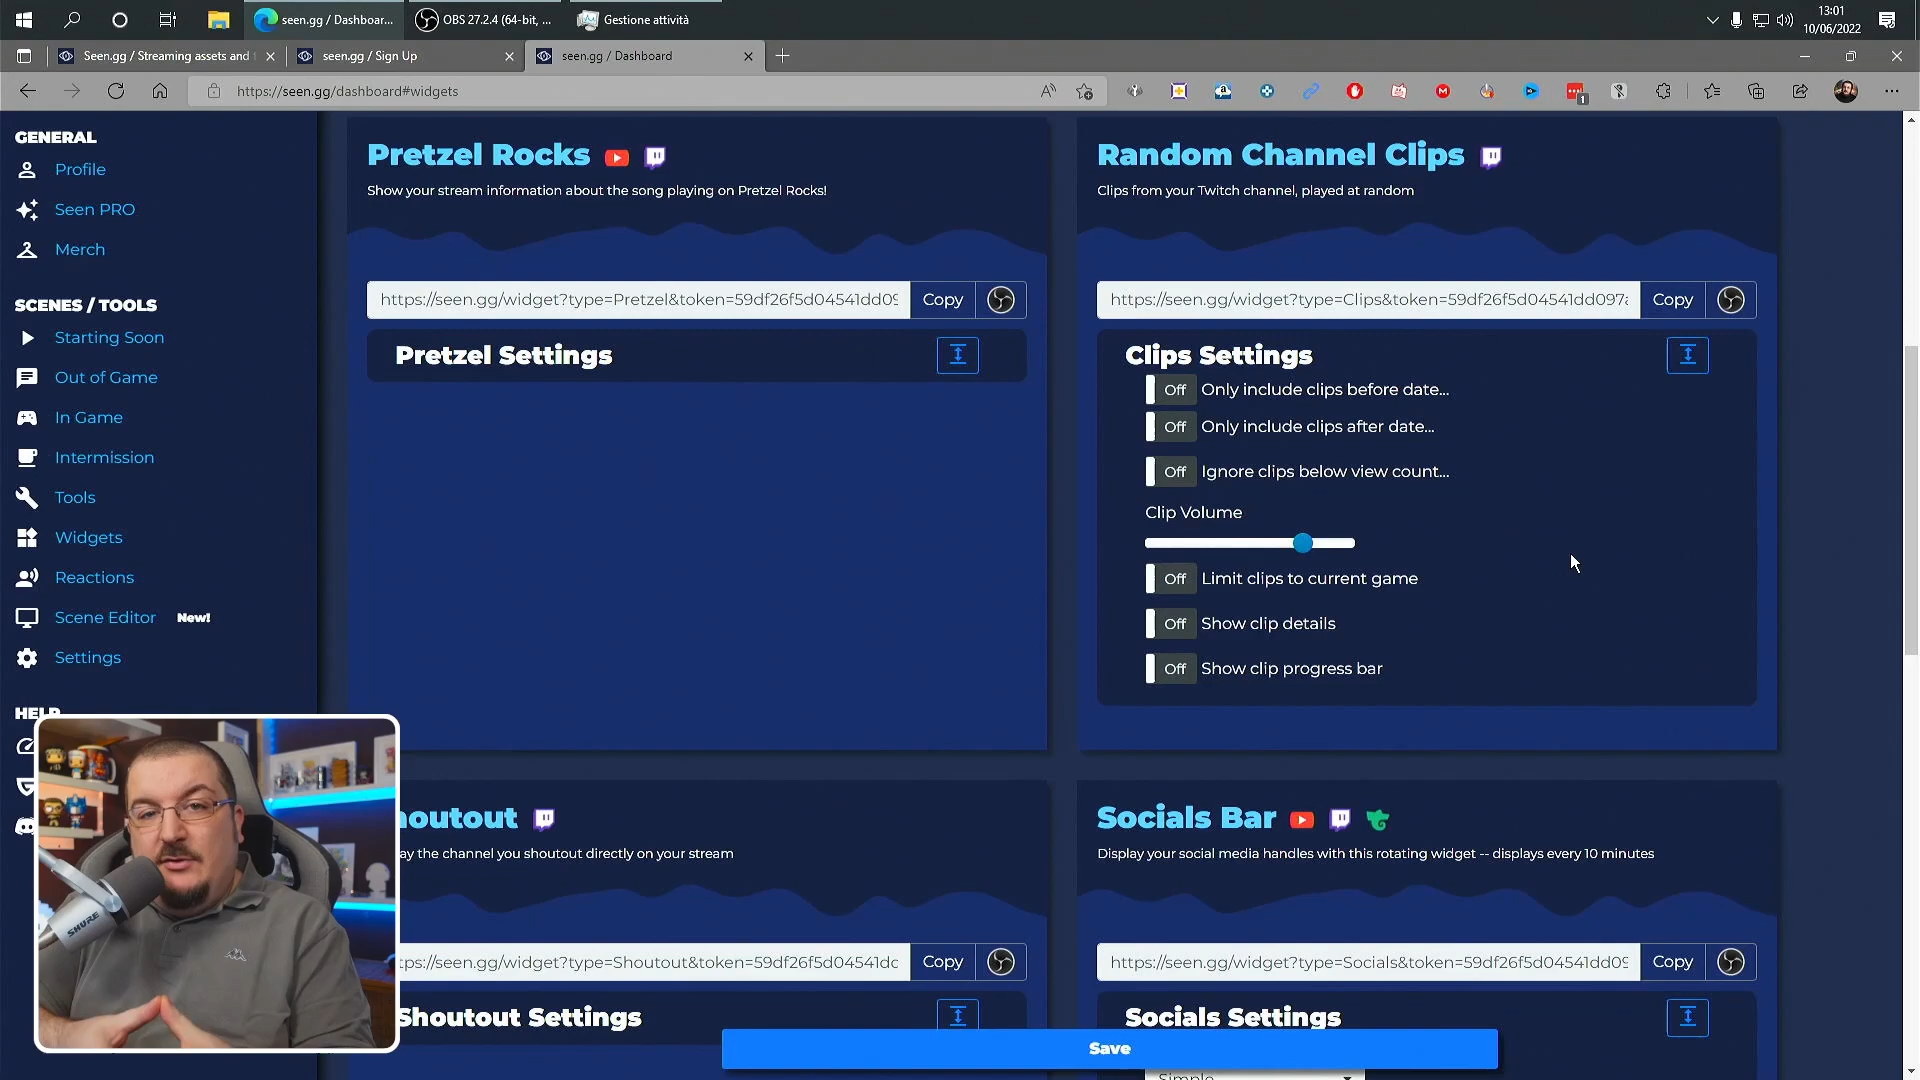 seen.gg / Dashboar...
OBS 27.2.4 (64-bit, ...
Gestione attività
13:01
10/06/2022
Seen.gg / Streaming assets and
seen.gg / Sign Up
seen.gg / Dashboard
https://seen.gg/dashboard#widgets
1
GENERAL
Profile
Seen PRO
Merch
SCENES / TOOLS
Starting Soon
Out of Game
In Game
Intermission
Tools
Widgets
Reactions
Scene Editor New!
Settings
HELP
Pretzel Rocks
Show your stream information about the song playing on Pretzel Rocks!
https://seen.gg/widget?type=Pretzel&token=59df26f5d04541dd09
Copy
Pretzel Settings
Random Channel Clips
Clips from your Twitch channel, played at random
https://seen.gg/widget?type=Clips&token=59df26f5d04541dd097a
Copy
Clips Settings
Off Only include clips before date...
Off Only include clips after date...
Off Ignore clips below view count...
Clip Volume
Off Limit clips to current game
Off Show clip details
Off Show clip progress bar
houtout
ay the channel you shoutout directly on your stream
tps://seen.gg/widget?type=Shoutout&token=59df26f5d04541dc
Copy
Shoutout Settings
Socials Bar
Display your social media handles with this rotating widget -- displays every 10 minutes
https://seen.gg/widget?type=Socials&token=59df26f5d04541dd09
Copy
Socials Settings
Simple
Save
SHURE